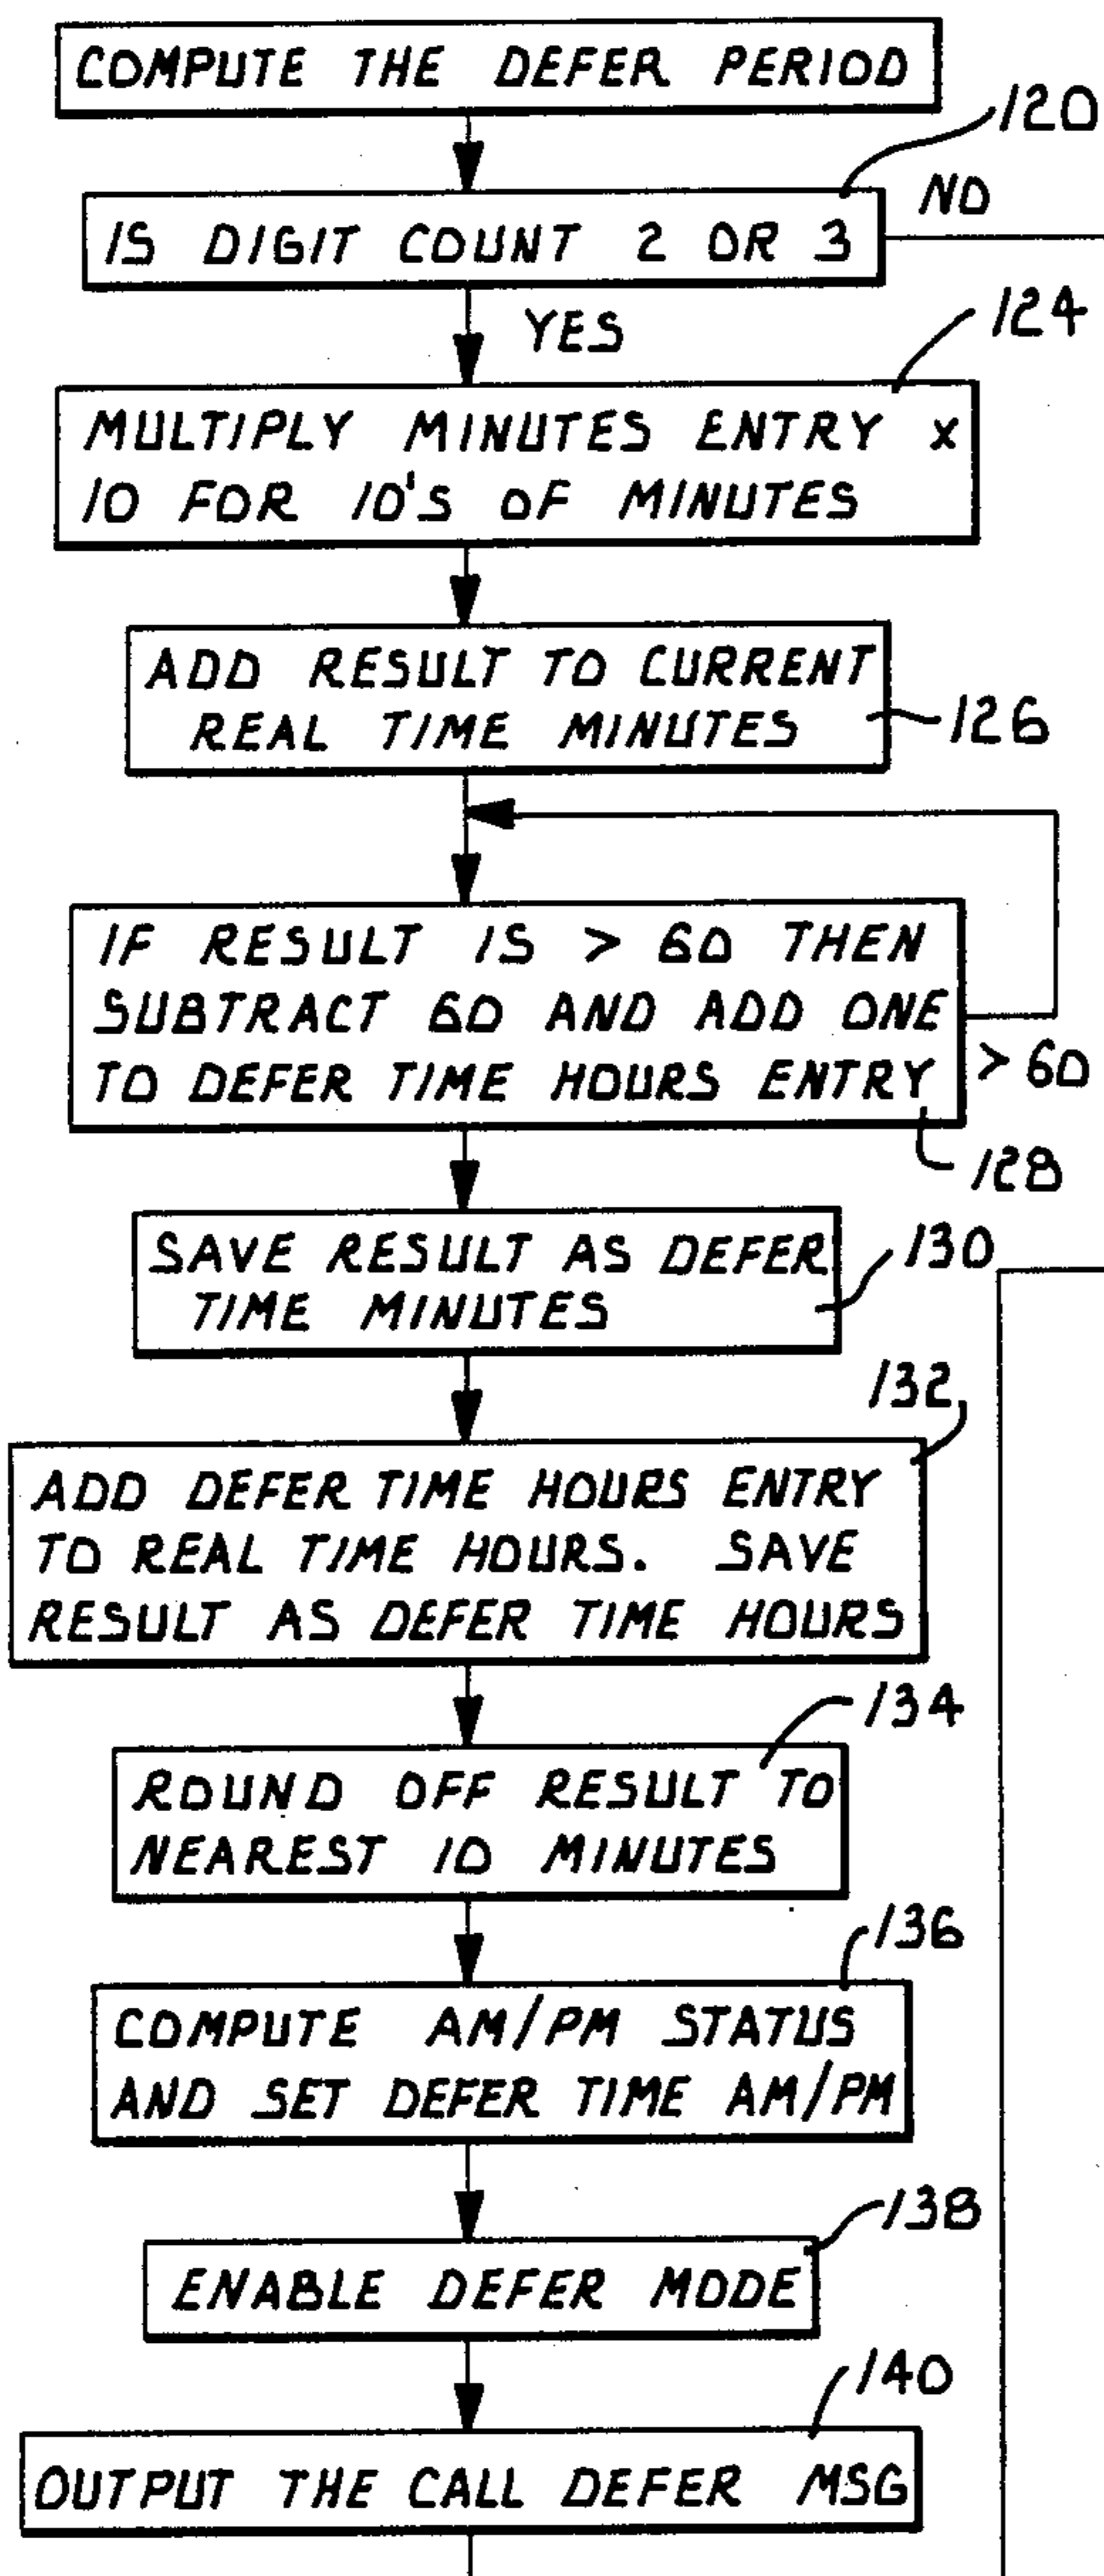 COMPUTE THE DEFER PERIOD
120
IS DIGIT COUNT 2 OR 3
NO
YES
124
MULTIPLY MINUTES ENTRY x
10 FOR 10'S OF MINUTES
ADD RESULT TO CURRENT
REAL TIME MINUTES
126
IF RESULT IS > 60 THEN
SUBTRACT 60 AND ADD ONE
TO DEFER TIME HOURS ENTRY
> 60
128
SAVE RESULT AS DEFER
TIME MINUTES
130
132
ADD DEFER TIME HOURS ENTRY
TO REAL TIME HOURS. SAVE
RESULT AS DEFER TIME HOURS
134
ROUND OFF RESULT TO
NEAREST 10 MINUTES
136
COMPUTE AM/PM STATUS
AND SET DEFER TIME AM/PM
138
ENABLE DEFER MODE
140
OUTPUT THE CALL DEFER MSG